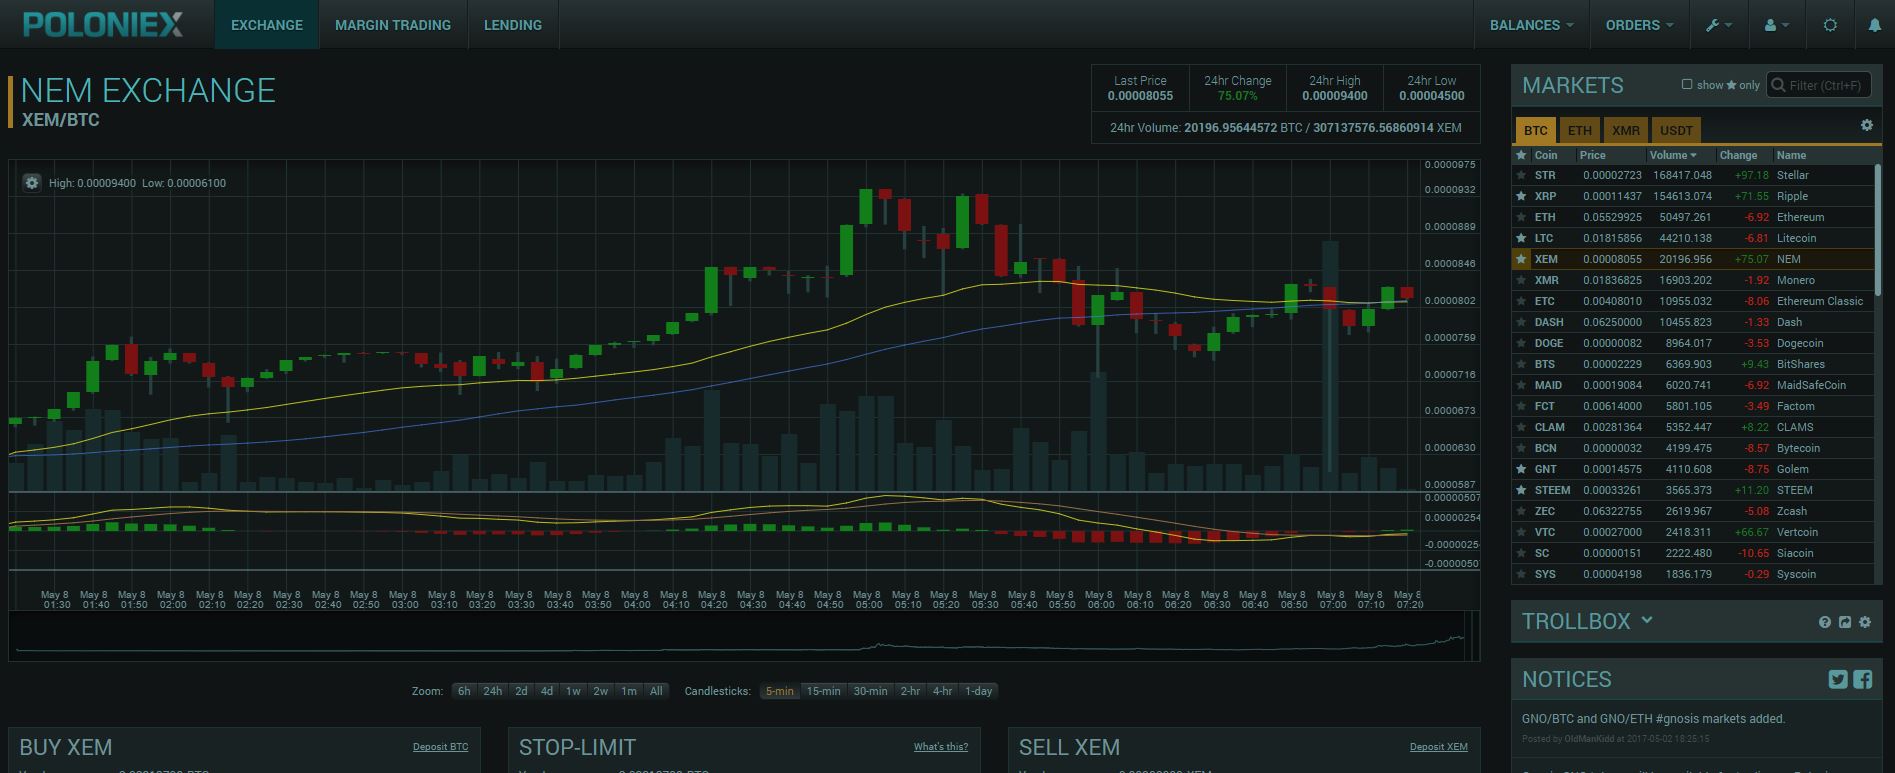 POLONIEX
EXCHANGE
MARGIN TRADING
LENDING
BALANCES
ORDERS
NEM EXCHANGE
XEM/BTC
Last Price
0.00008055
24hr Change
75.07%
24hr High
0.00009400
24hr Low
0.00004500
24hr Volume: 20196.95644572 BTC / 307137576.56860914 XEM
High: 0.00009400 Low: 0.00006100
0.0000975
0.0000932
0.0000889
0.0000846
0.0000802
0.0000759
0.0000716
0.0000673
0.0000630
0.0000587
0.00000507
0.00000254
-0.0000025
-0.0000050
May 8 May 8 May 8 May 8 May 8 May 8 May 8 May 8 May 8 May 8 May 8 May 8 May 8 May 8 May 8 May 8 May 8 May 8 May 8 May 8 May 8 May 8 May 8 May 8 May 8 May 8 May 8 May 8 May 8 May 8 May 8 May 8 May 8 May 8 May 8 May 8
01:30 01:40 01:50 02:00 02:10 02:20 02:30 02:40 02:50 03:00 03:10 03:20 03:30 03:40 03:50 04:00 04:10 04:20 04:30 04:40 04:50 05:00 05:10 05:20 05:30 05:40 05:50 06:00 06:10 06:20 06:30 06:40 06:50 07:00 07:10 07:20
Zoom: 6h 24h 2d 4d 1w 2w 1m All Candlesticks: 5-min 15-min 30-min 2-hr 4-hr 1-day
BUY XEM
Deposit BTC
STOP-LIMIT
What's this?
SELL XEM
Deposit XEM
MARKETS
show ★ only
Filter (Ctrl+F)
BTC ETH XMR USDT
Coin Price Volume Change Name
STR 0.00002723 168417.048 +97.18 Stellar
XRP 0.00011437 154613.074 +71.55 Ripple
ETH 0.05529925 50497.261 -6.92 Ethereum
LTC 0.01815856 44210.138 -6.81 Litecoin
XEM 0.00008055 20196.956 +75.07 NEM
XMR 0.01836825 16903.202 -1.92 Monero
ETC 0.00408010 10955.032 -8.06 Ethereum Classic
DASH 0.06250000 10455.823 -1.33 Dash
DOGE 0.00000082 8964.017 -3.53 Dogecoin
BTS 0.00002229 6369.903 +9.43 BitShares
MAID 0.00019084 6020.741 -6.92 MaidSafeCoin
FCT 0.00614000 5801.105 -3.49 Factom
CLAM 0.00281364 5352.447 +8.22 CLAMS
BCN 0.00000032 4199.475 -8.57 Bytecoin
GNT 0.00014575 4110.608 -8.75 Golem
STEEM 0.00033261 3565.373 +11.20 STEEM
ZEC 0.06322755 2619.967 -5.08 Zcash
VTC 0.00027000 2418.311 +66.67 Vertcoin
SC 0.00000151 2222.480 -10.65 Siacoin
SYS 0.00004198 1836.179 -0.29 Syscoin
TROLLBOX
NOTICES
GNO/BTC and GNO/ETH #gnosis markets added.
Posted by OldManKidd at 2017-05-02 18:25:15